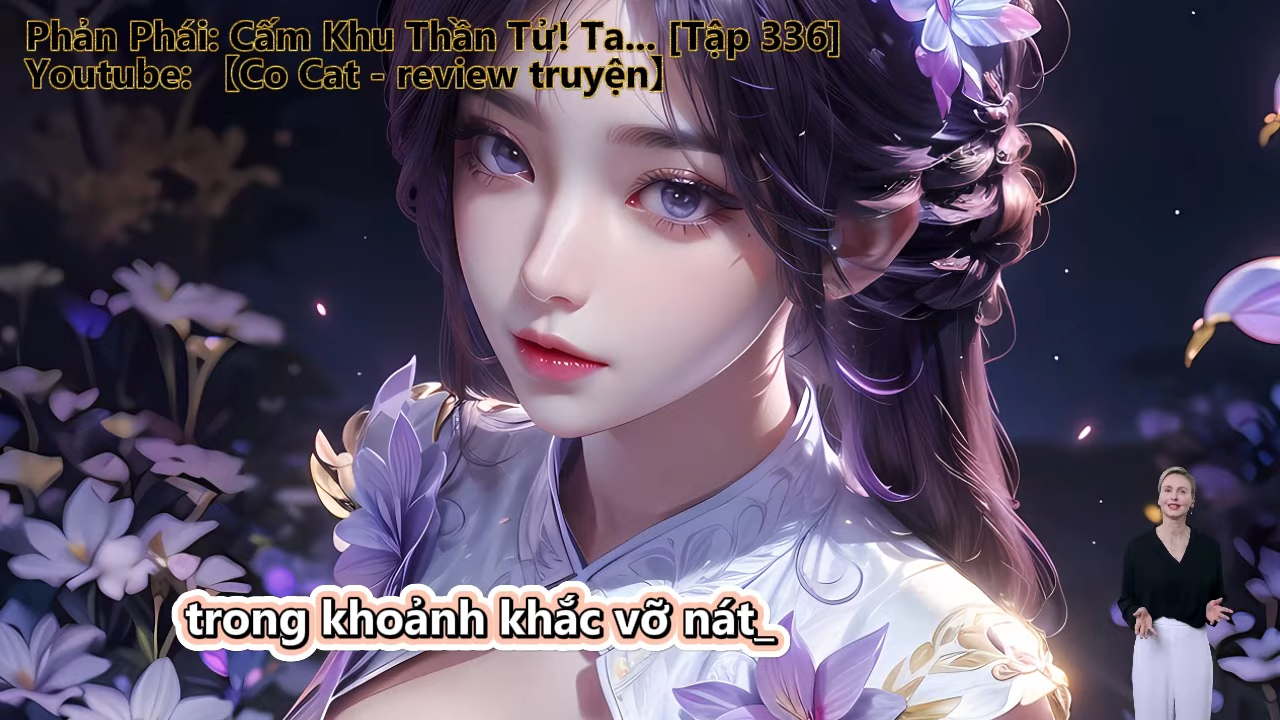 Phản Phái: Cấm Khu Thần Tử! Ta... [Tập 336]
Youtube: 【Co Cat - review truyện】
trong khoảnh khắc vỡ nát_